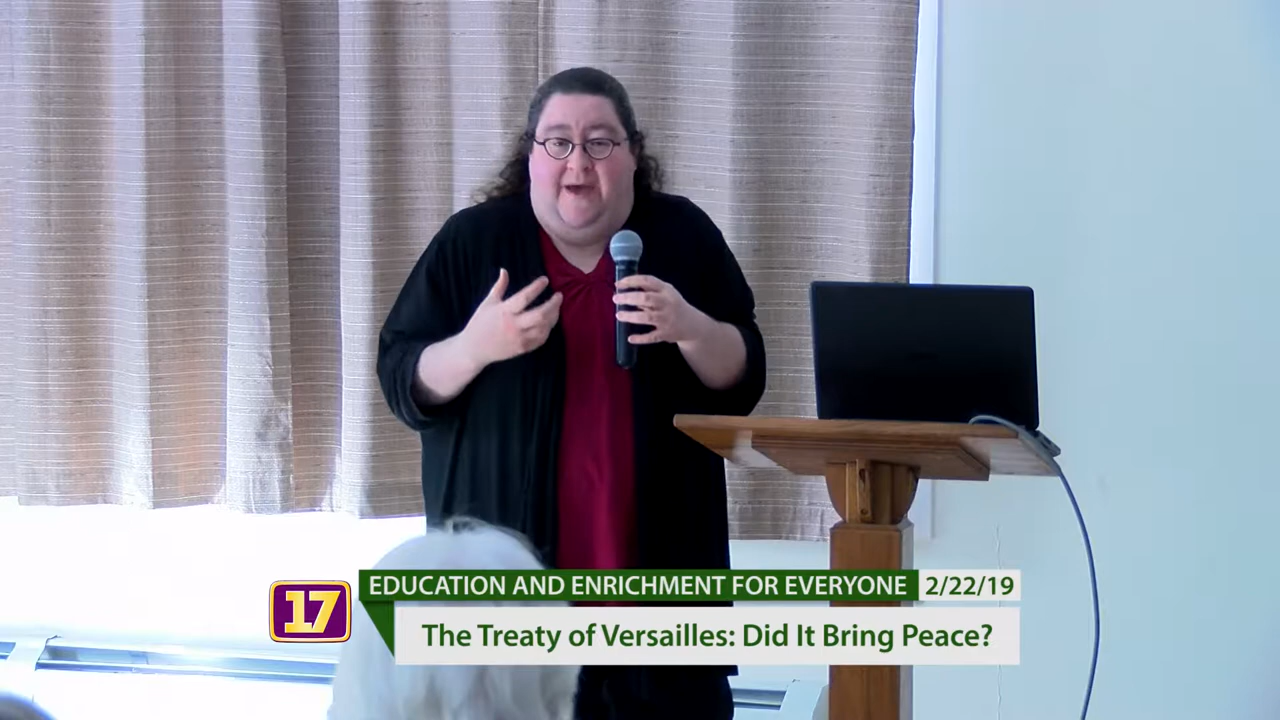 17
EDUCATION AND ENRICHMENT FOR EVERYONE 2/22/19
The Treaty of Versailles: Did It Bring Peace?